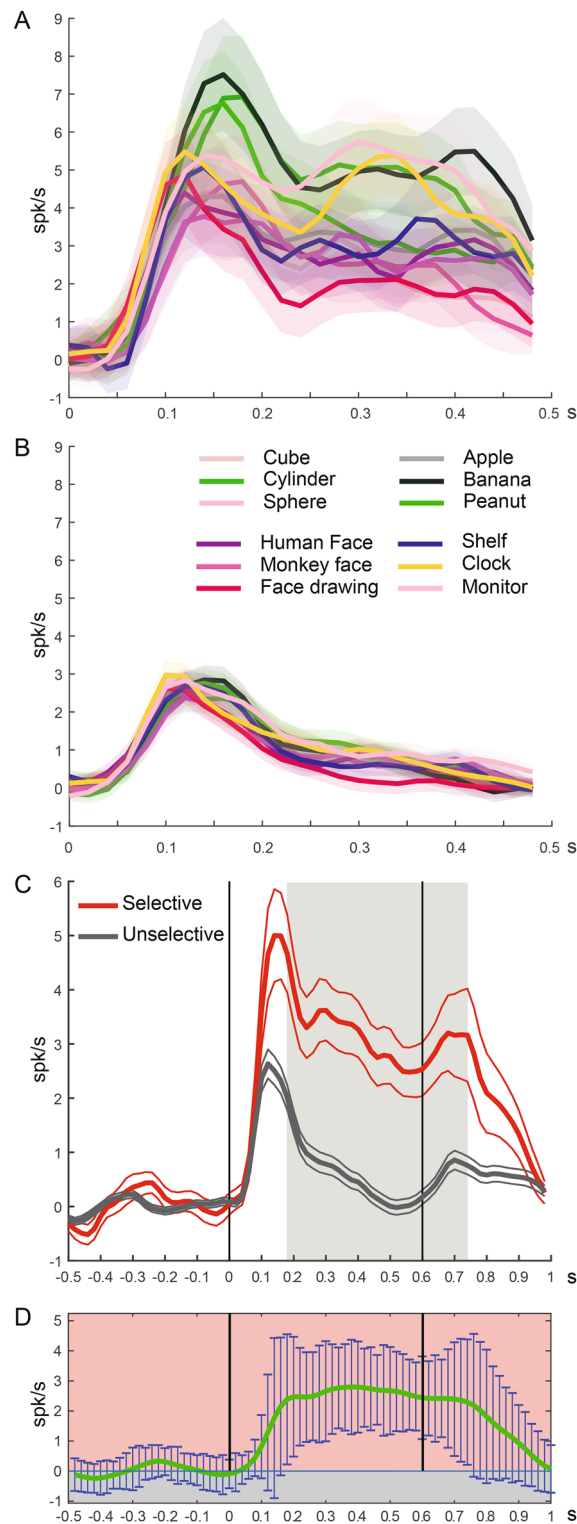 A
9
8
7
6
5
4
3
2
1
0
-1
spk/s
0 0.1 0.2 0.3 0.4 0.5 s
B
9
8
7
6
5
4
3
2
1
0
-1
spk/s
Cube Apple
Cylinder Banana
Sphere Peanut
Human Face Shelf
Monkey face Clock
Face drawing Monitor
0 0.1 0.2 0.3 0.4 0.5 s
C
6
5
4
3
2
1
0
-1
spk/s
Selective
Unselective
-0.5 -0.4 -0.3 -0.2 -0.1 0 0.1 0.2 0.3 0.4 0.5 0.6 0.7 0.8 0.9 1 s
D
5
4
3
2
1
0
-1
spk/s
-0.5 -0.4 -0.3 -0.2 -0.1 0 0.1 0.2 0.3 0.4 0.5 0.6 0.7 0.8 0.9 1 s